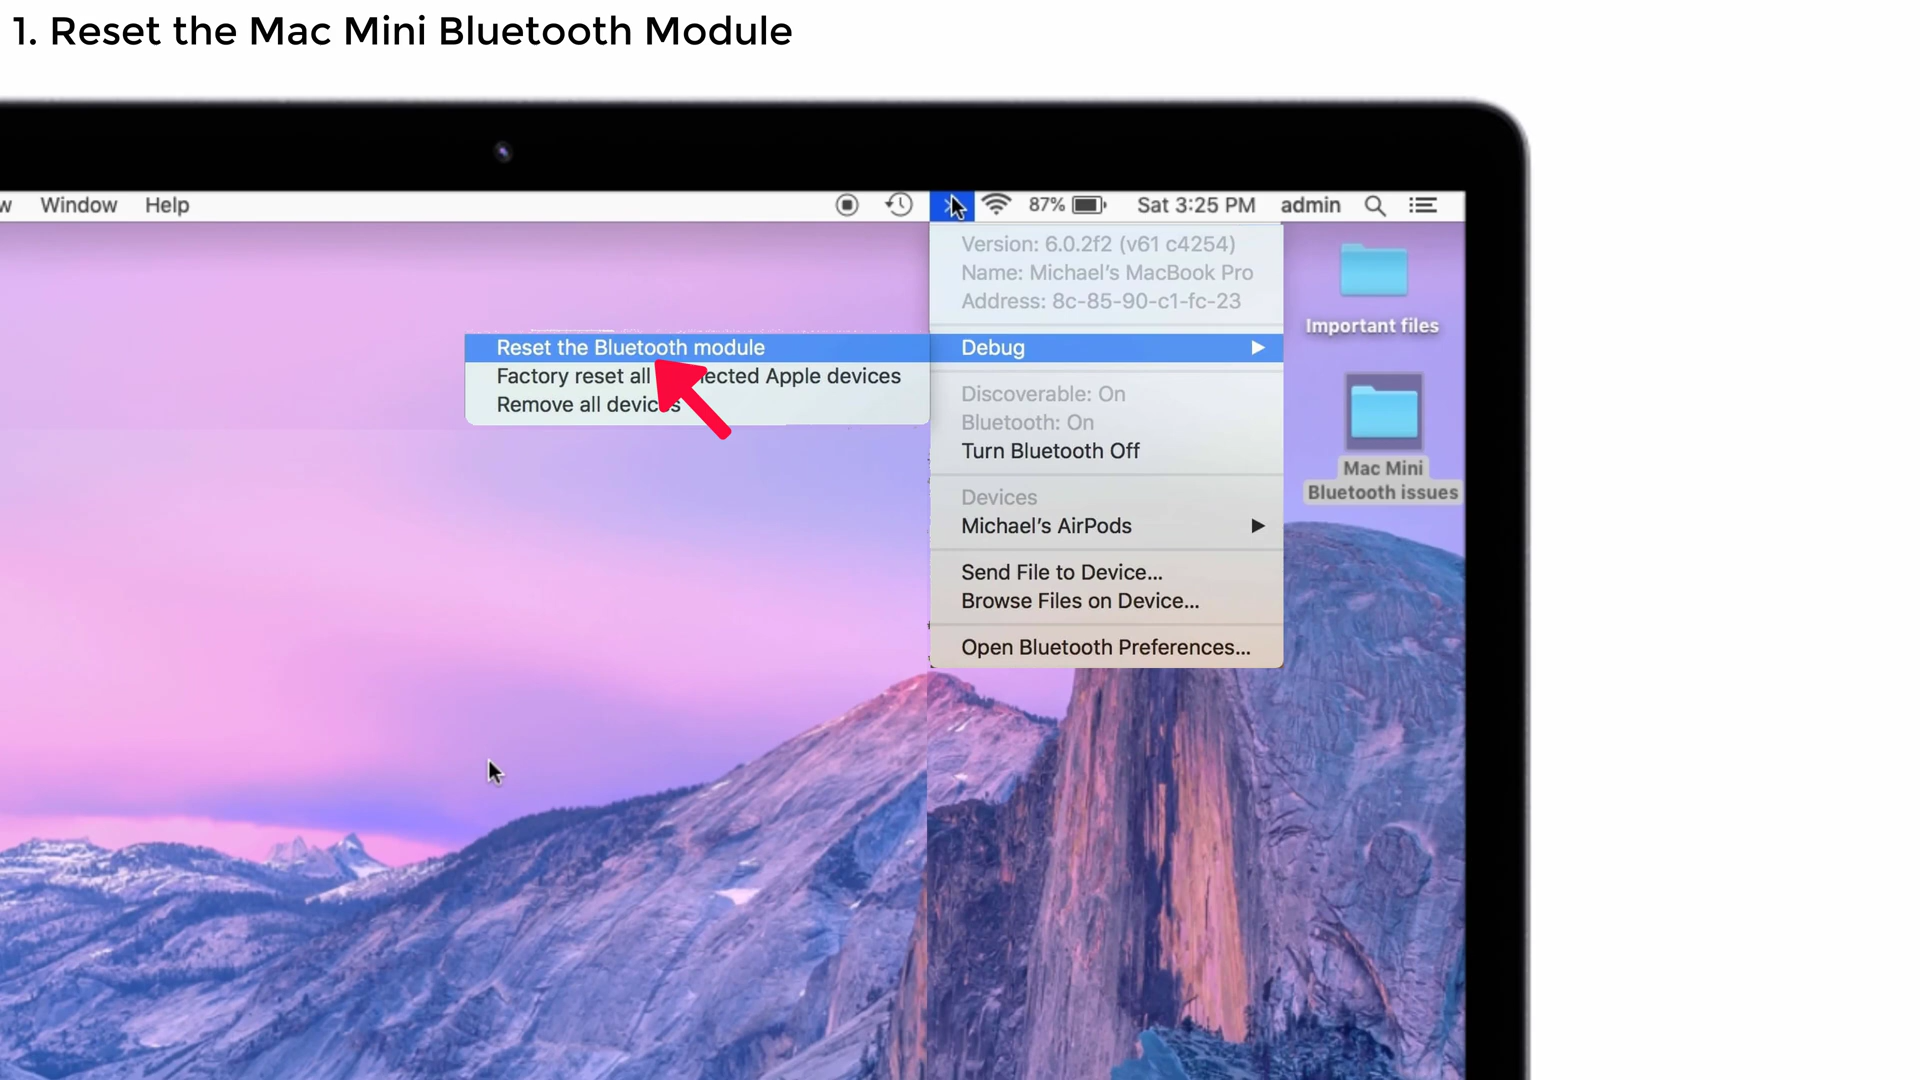 1. Reset the Mac Mini Bluetooth Module
w Window Help 87% Sat 3:25 PM admin
Version: 6.0.2f2 (v61 c4254)
Name: Michael's MacBook Pro
Address: 8c-85-90-c1-fc-23
Debug
Reset the Bluetooth module
Factory reset all ected Apple devices
Remove all devices
Discoverable: On
Bluetooth: On
Turn Bluetooth Off
Devices
Michael's AirPods
Send File to Device...
Browse Files on Device...
Open Bluetooth Preferences...
Important files
Mac Mini
Bluetooth issues